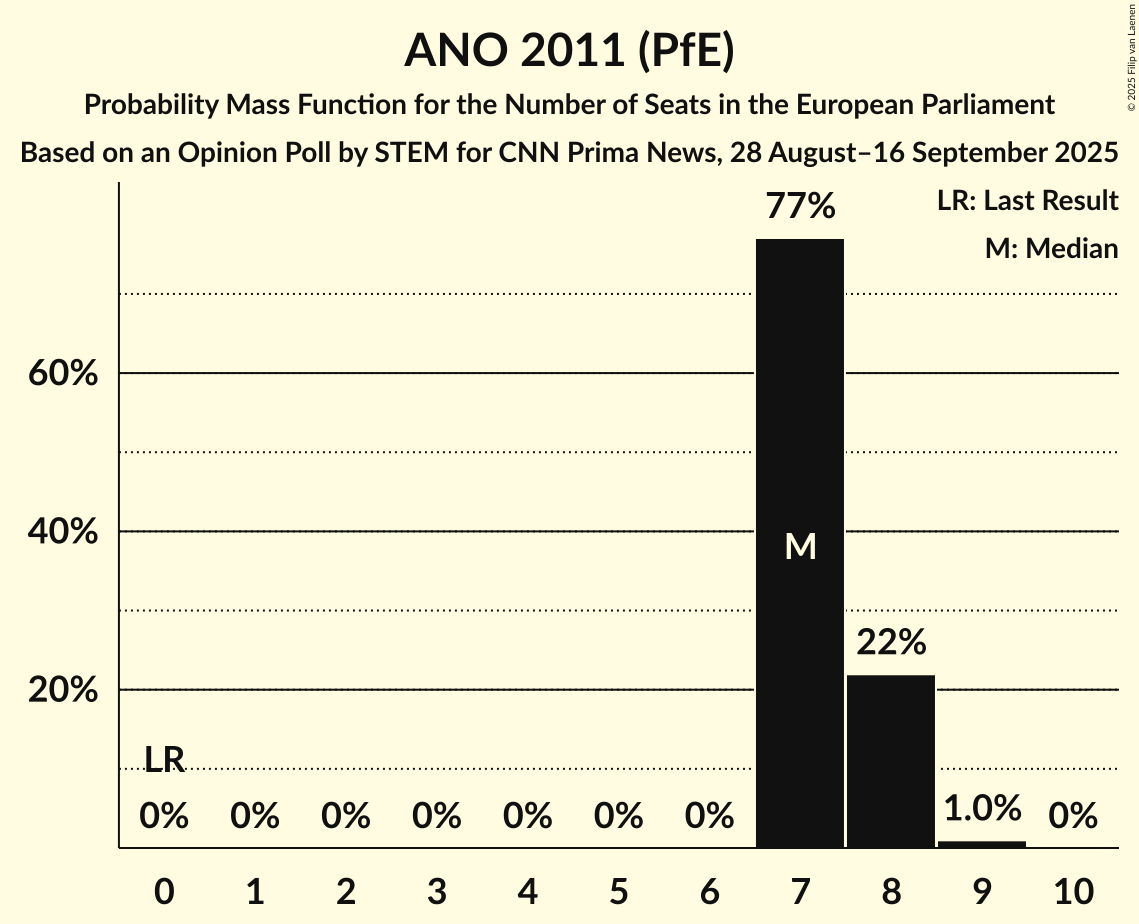 ANO 2011 (PfE)
Probability Mass Function for the Number of Seats in the European Parliament
Based on an Opinion Poll by STEM for CNN Prima News, 28 August–16 September 2025
© 2025 Filip van Laenen
LR: Last Result
M: Median
77%
60%
40%
M
22%
20%
LR
0% 0% 0% 0% 0% 0% 0% 1.0% 0%
0 1 2 3 4 5 6 7 8 9 10